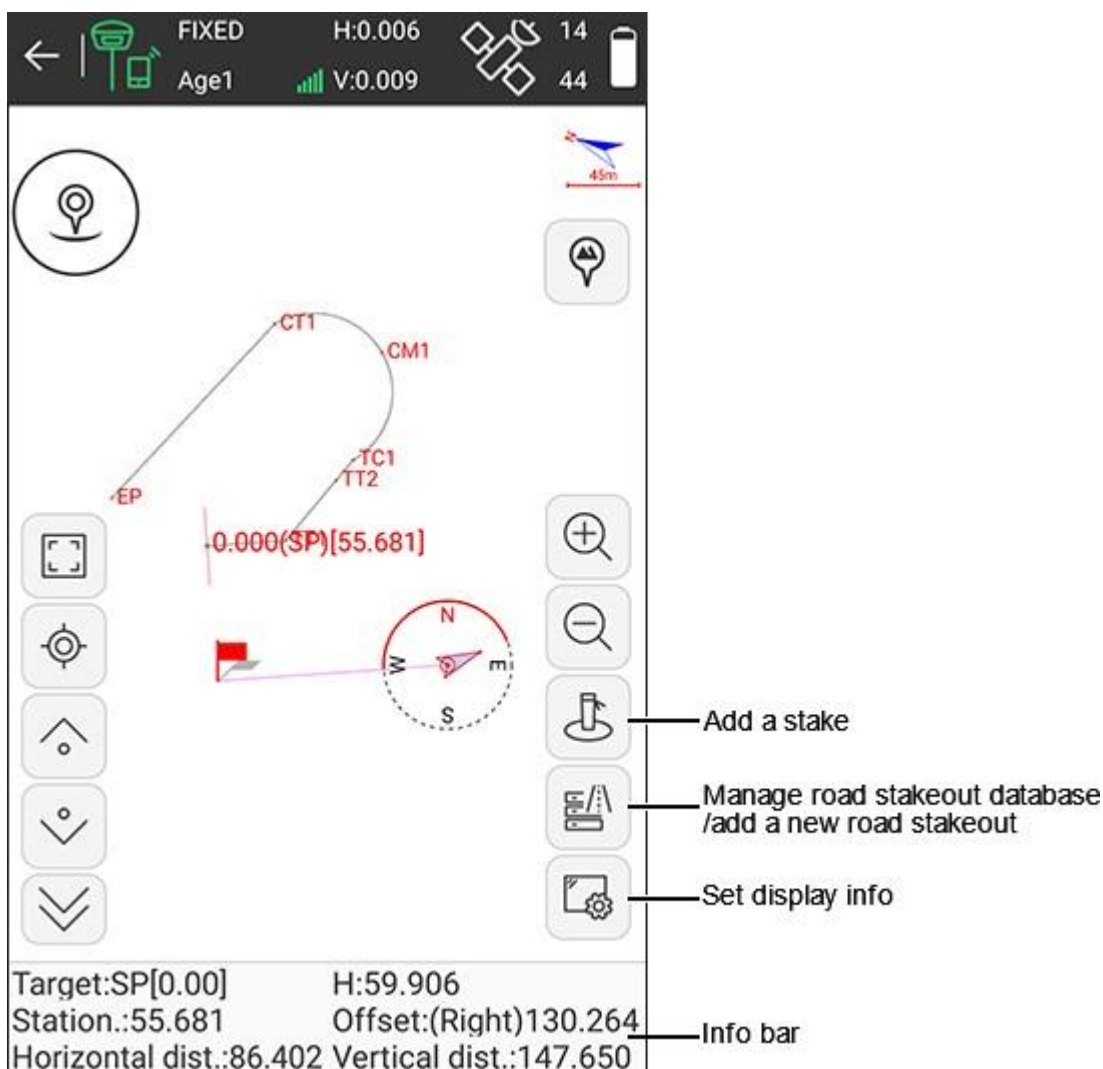 FIXED H:0.006 14
Age1 V:0.009 44
N
45m
CT1
CM1
TC1
TT2
EP
0.000(SP)[55.681]
N
W E
S
Add a stake
Manage road stakeout database
/add a new road stakeout
Set display info
Target:SP[0.00] H:59.906
Station.:55.681 Offset:(Right)130.264
Info bar
Horizontal dist.:86.402 Vertical dist.:147.650